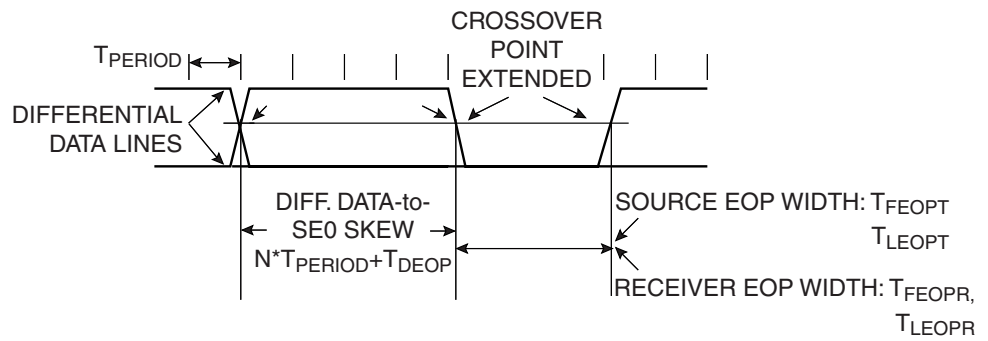 CROSSOVER
POINT
EXTENDED
TPERIOD
DIFFERENTIAL
DATA LINES
DIFF. DATA-to-
SE0 SKEW
N*TPERIOD+TDEOP
SOURCE EOP WIDTH: TFEOPT
TLEOPT
RECEIVER EOP WIDTH: TFEOPR,
TLEOPR